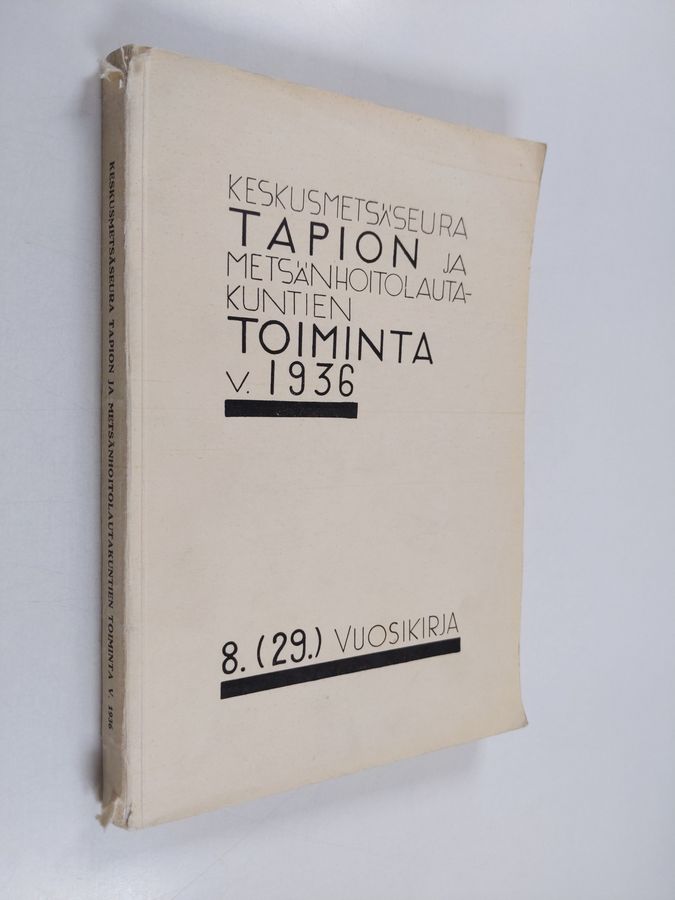 KESKUSMETSÄSEURA
TAPION JA
METSÄNHOITOLAUTA-
KUNTIEN
TOIMINTA
V. 1936
8. (29.) VUOSIKIRJA
KESKUSMETSÄSEURA TAPION JA METSÄNHOITOLAUTAKUNTIEN TOIMINTA V. 1936